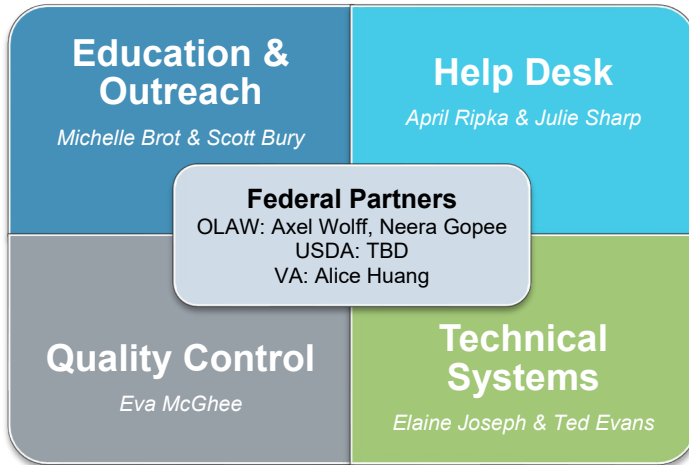 Education &
Outreach
Michelle Brot & Scott Bury
Help Desk
April Ripka & Julie Sharp
Federal Partners
OLAW: Axel Wolff, Neera Gopee
USDA: TBD
VA: Alice Huang
Quality Control
Eva McGhee
Technical
Systems
Elaine Joseph & Ted Evans